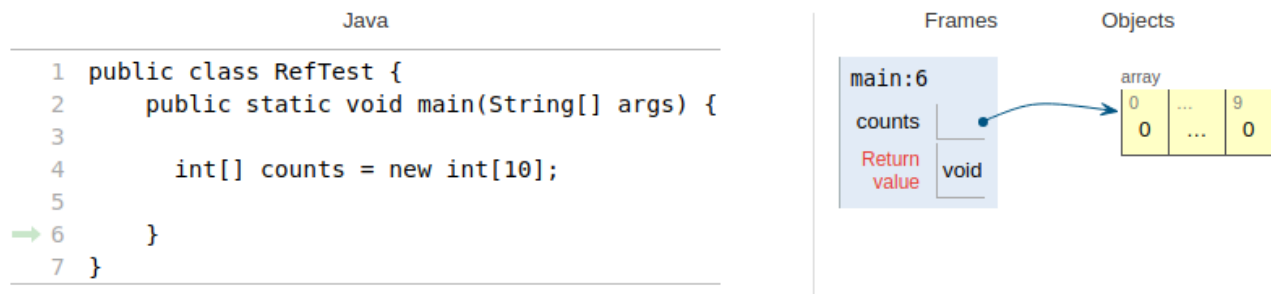 Java
1 public class RefTest {
2     public static void main(String[] args) {
3
4       int[] counts = new int[10];
5
6     }
7 }
Frames Objects
main:6
counts
Return
value void
array
0 ... 9
0 ... 0